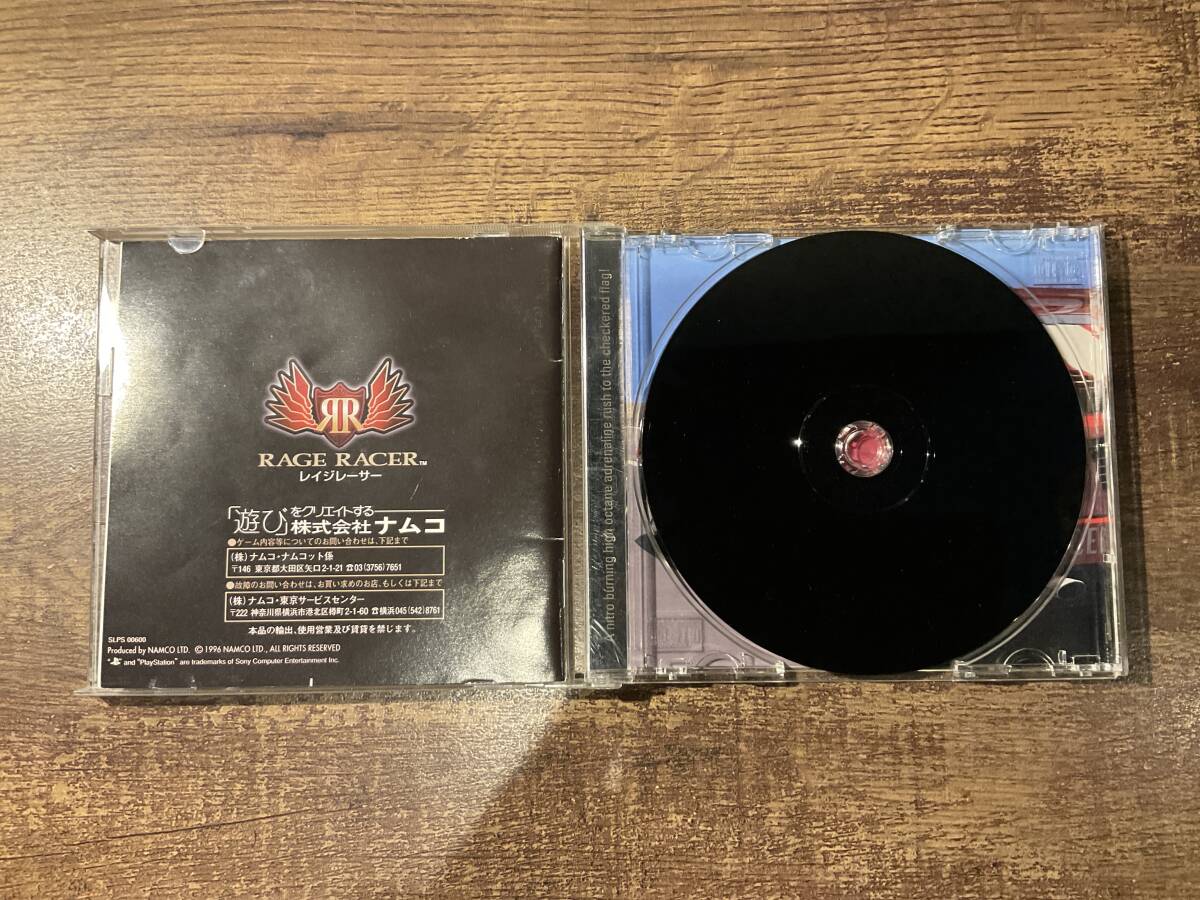 RR
RAGE RACER™
レイジレーサー
「遊び」をクリエイトする
株式会社ナムコ
●ゲーム内容等についてのお問い合わせは、下記まで
(株)ナムコ・ナムコット係
〒146 東京都大田区矢口2-1-21 ☎03(3756)7651
●故障のお問い合わせは、お買い求めのお店、もしくは下記まで
(株)ナムコ・東京サービスセンター
〒222 神奈川県横浜市港北区樽町2-1-60 ☎横浜045(542)8761
本品の輸出、使用営業及び賃貸を禁じます。
SLPS 00600
Produced by NAMCO LTD. ©1996 NAMCO LTD., ALL RIGHTS RESERVED
and "PlayStation" are trademarks of Sony Computer Entertainment Inc.
A nitro burning high octane adrenaline rush to the checkered flag!